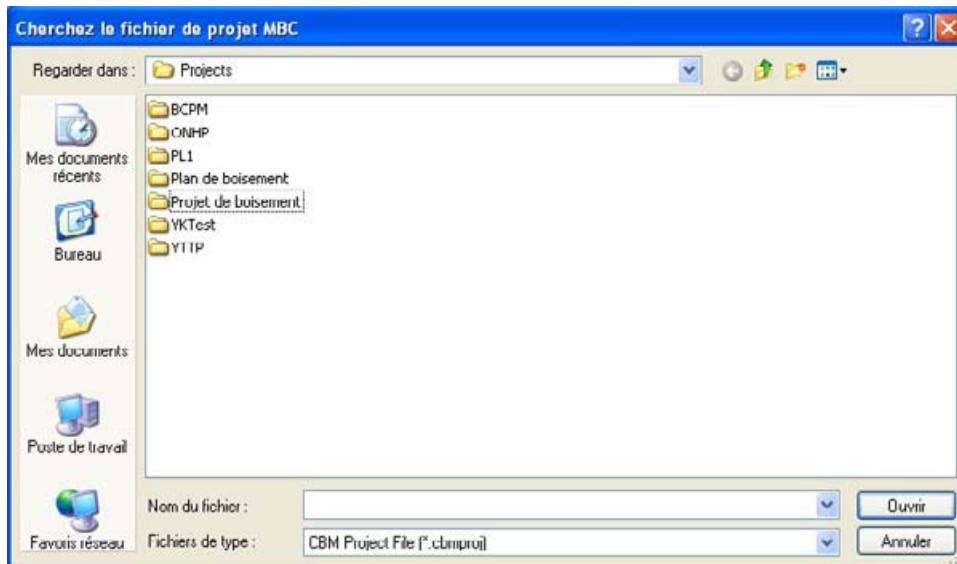 Cherchez le fichier de projet MBC
Regarder dans :
Projects
Mes documents
récents
Bureau
Mes documents
Poste de travail
Favoris réseau
BCPM
ONHP
PL1
Plan de boisement
Projet de boisement
YKTest
YTTP
Nom du fichier :
Ouvrir
Fichiers de type :
CBM Project File (*.cbmproj)
Annuler